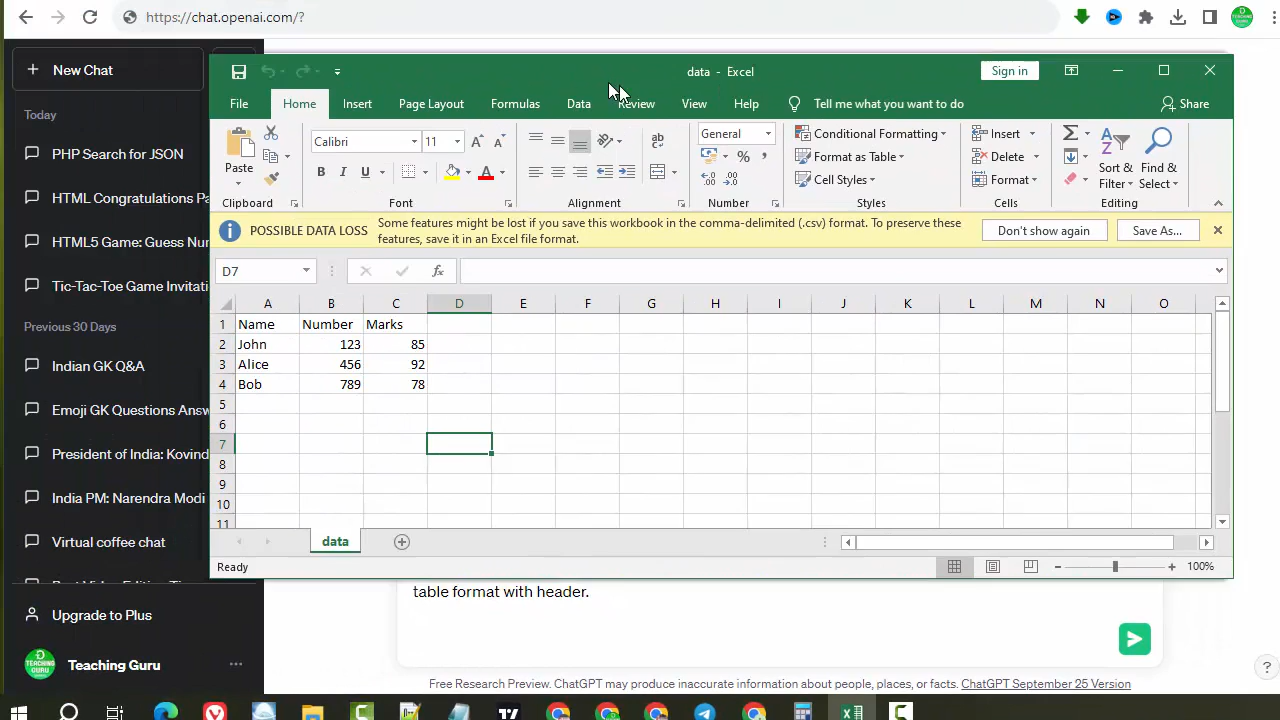 https://chat.openai.com/?
TEACHING GURU
New Chat
data - Excel
Sign in
File Home Insert Page Layout Formulas Data Review View Help Tell me what you want to do Share
Today
PHP Search for JSON
HTML Congratulations Pa
HTML5 Game: Guess Nur
Tic-Tac-Toe Game Invitati
Previous 30 Days
Indian GK Q&A
Emoji GK Questions Answ
President of India: Kovind
India PM: Narendra Modi
Virtual coffee chat
Upgrade to Plus
TEACHING GURU
Teaching Guru
Paste
Calibri 11
B I U
ab
General
% ,
Conditional Formatting
Format as Table
Cell Styles
Insert
Delete
Format
Sort & Filter
Find & Select
Clipboard Font Alignment Number Styles Cells Editing
POSSIBLE DATA LOSS Some features might be lost if you save this workbook in the comma-delimited (.csv) format. To preserve these
features, save it in an Excel file format.
Don't show again Save As...
D7 fx
A B C D E F G H I J K L M N O
1 Name Number Marks
2 John 123 85
3 Alice 456 92
4 Bob 789 78
5
6
7
8
9
10
11
data
Ready 100%
table format with header.
Free Research Preview. ChatGPT may produce inaccurate information about people, places, or facts. ChatGPT September 25 Version
?